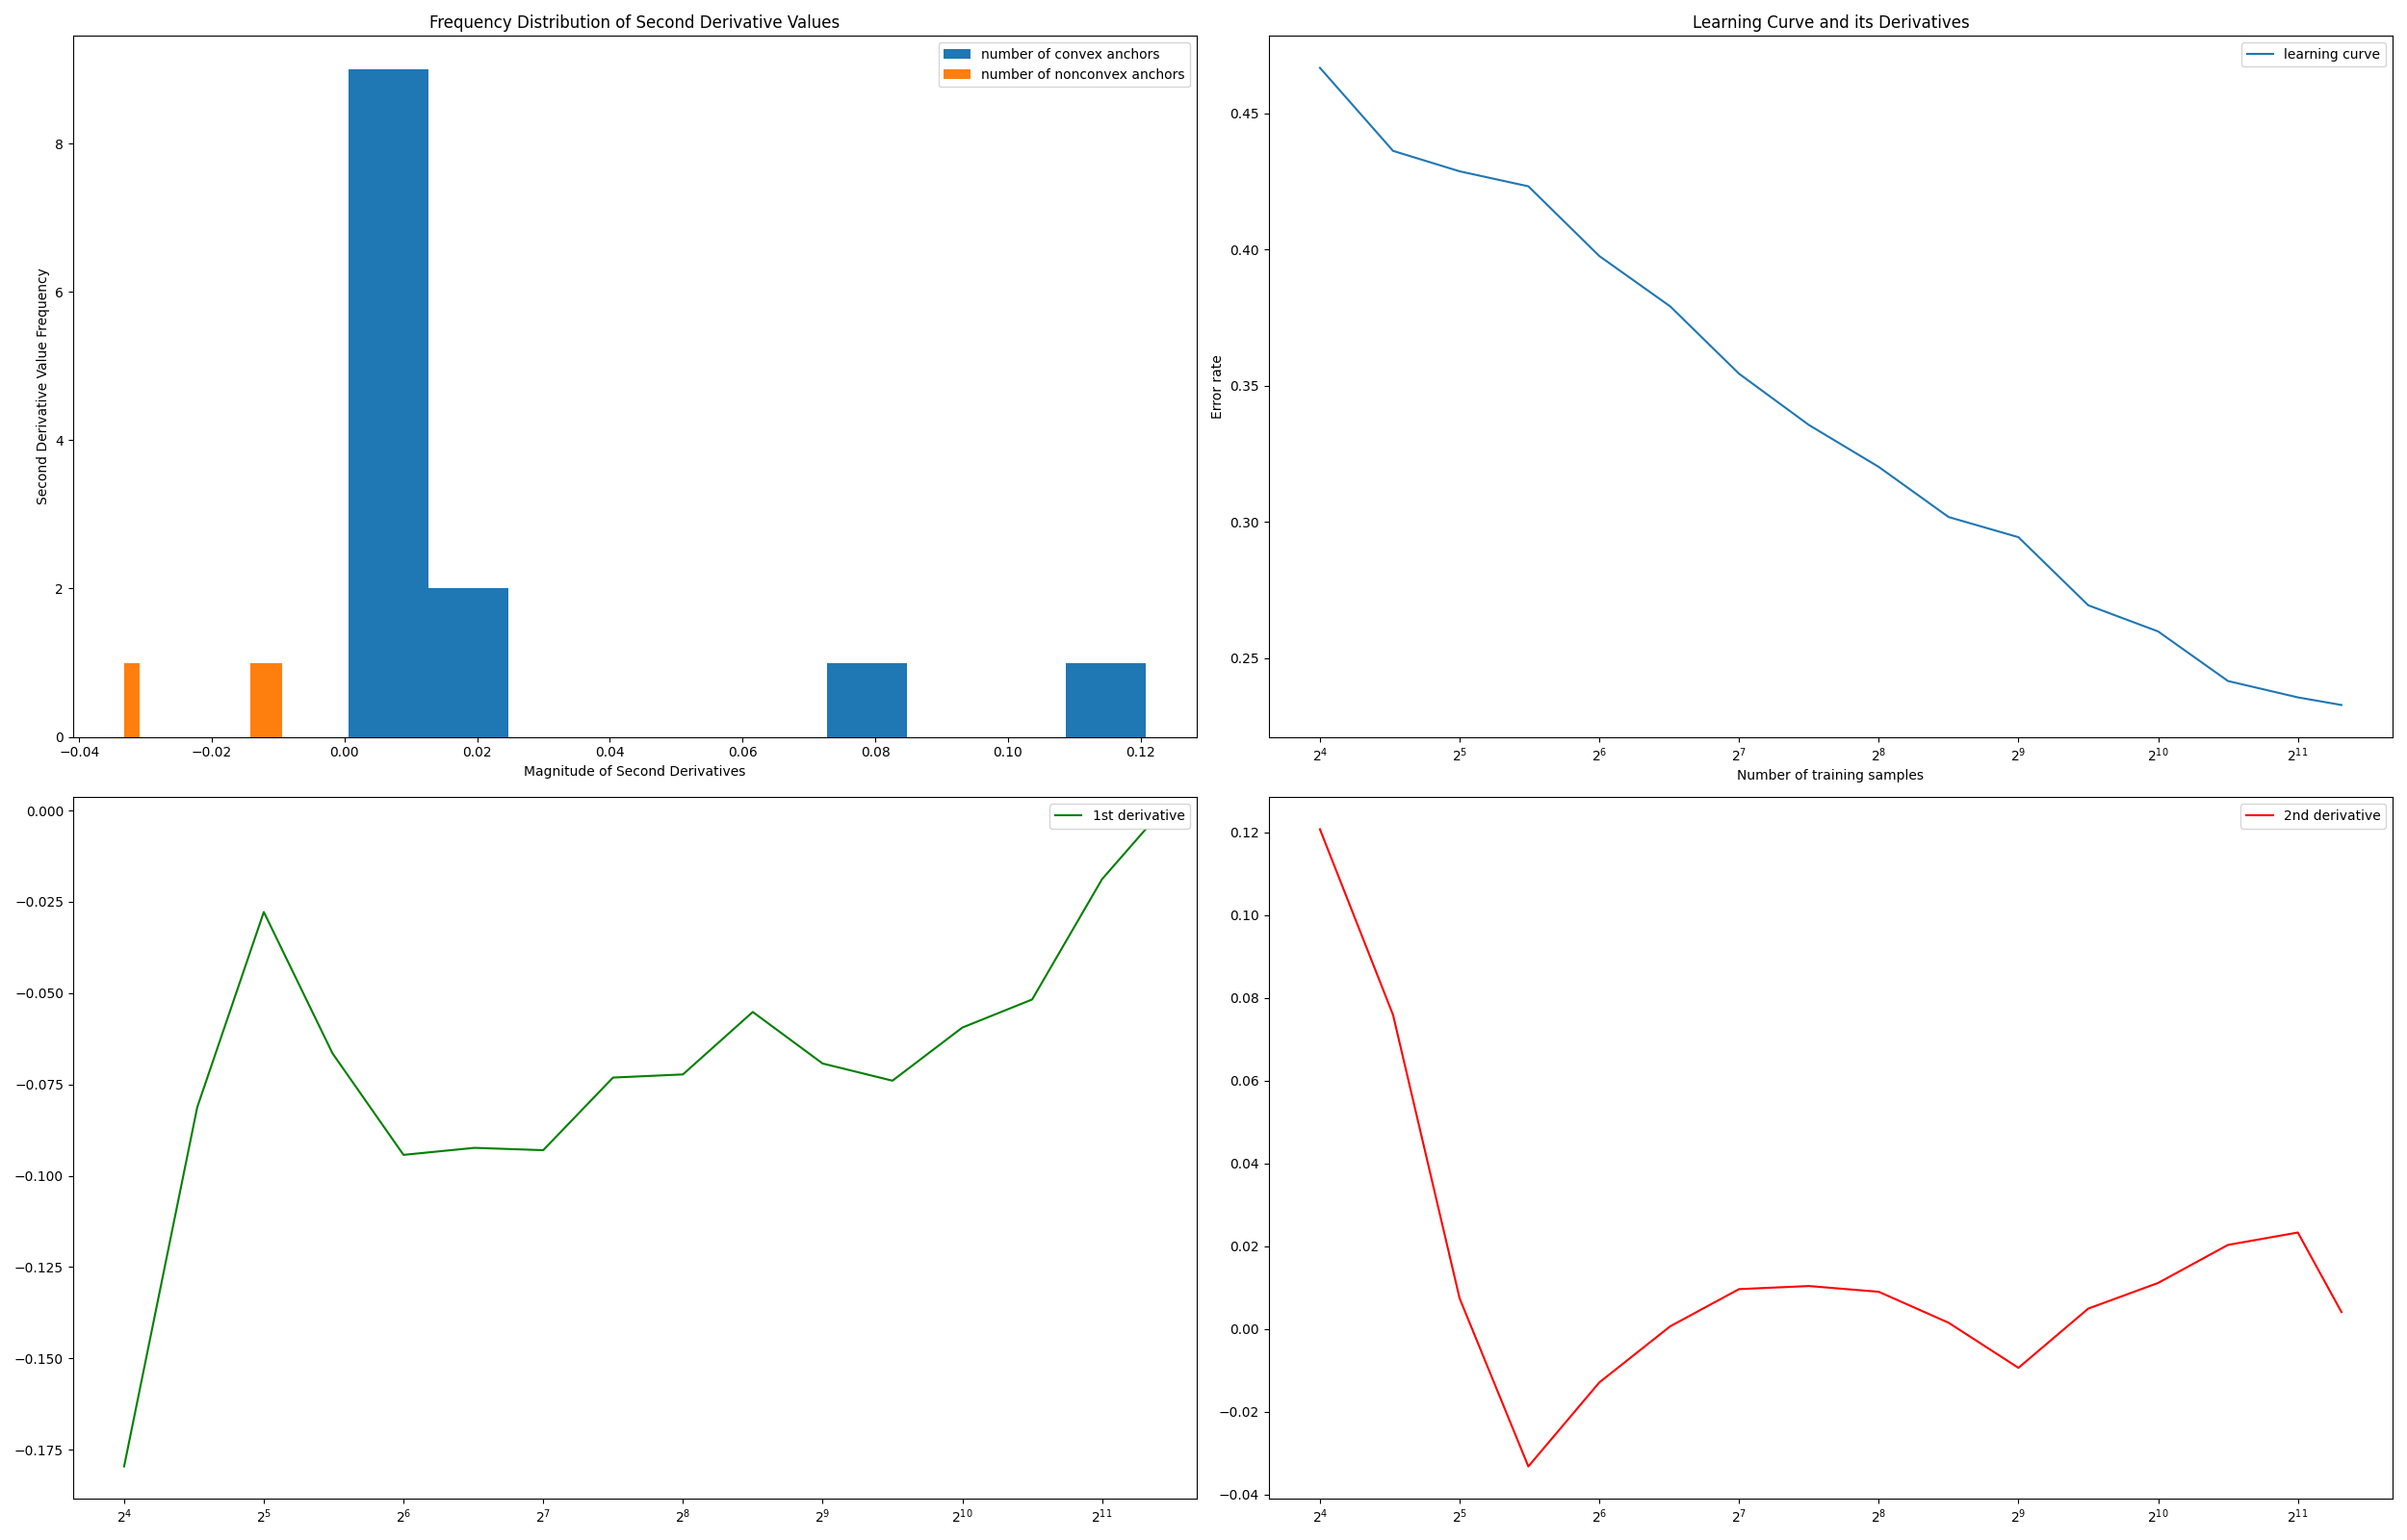 Frequency Distribution of Second Derivative Values
number of convex anchors
number of nonconvex anchors
Second Derivative Value Frequency
8
6
4
2
0
−0.04 −0.02 0.00 0.02 0.04 0.06 0.08 0.10 0.12
Magnitude of Second Derivatives
Learning Curve and its Derivatives
learning curve
Error rate
0.45
0.40
0.35
0.30
0.25
2⁴ 2⁵ 2⁶ 2⁷ 2⁸ 2⁹ 2¹⁰ 2¹¹
Number of training samples
1st derivative
0.000
−0.025
−0.050
−0.075
−0.100
−0.125
−0.150
−0.175
2⁴ 2⁵ 2⁶ 2⁷ 2⁸ 2⁹ 2¹⁰ 2¹¹
2nd derivative
0.12
0.10
0.08
0.06
0.04
0.02
0.00
−0.02
−0.04
2⁴ 2⁵ 2⁶ 2⁷ 2⁸ 2⁹ 2¹⁰ 2¹¹